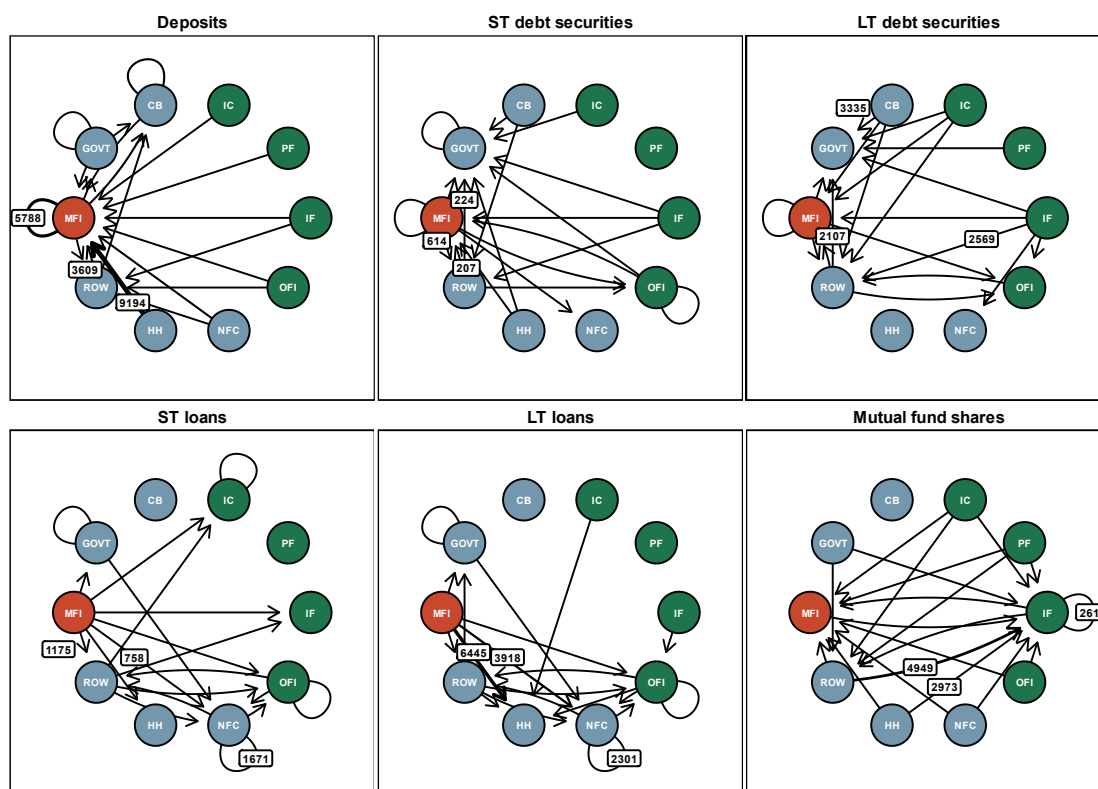 Deposits
ST debt securities
LT debt securities
CB
IC
GOVT
PF
MFI
IF
5788
3609
ROW
OFI
9194
HH
NFC
CB
IC
GOVT
PF
224
MFI
IF
614
207
ROW
OFI
HH
NFC
3335
CB
IC
GOVT
PF
MFI
IF
2107
2569
ROW
OFI
HH
NFC
ST loans
LT loans
Mutual fund shares
CB
IC
GOVT
PF
MFI
IF
1175
758
ROW
OFI
HH
NFC
1671
CB
IC
GOVT
PF
MFI
IF
6445
3918
ROW
OFI
HH
NFC
2301
CB
IC
GOVT
PF
MFI
IF
4949
2973
ROW
OFI
HH
NFC